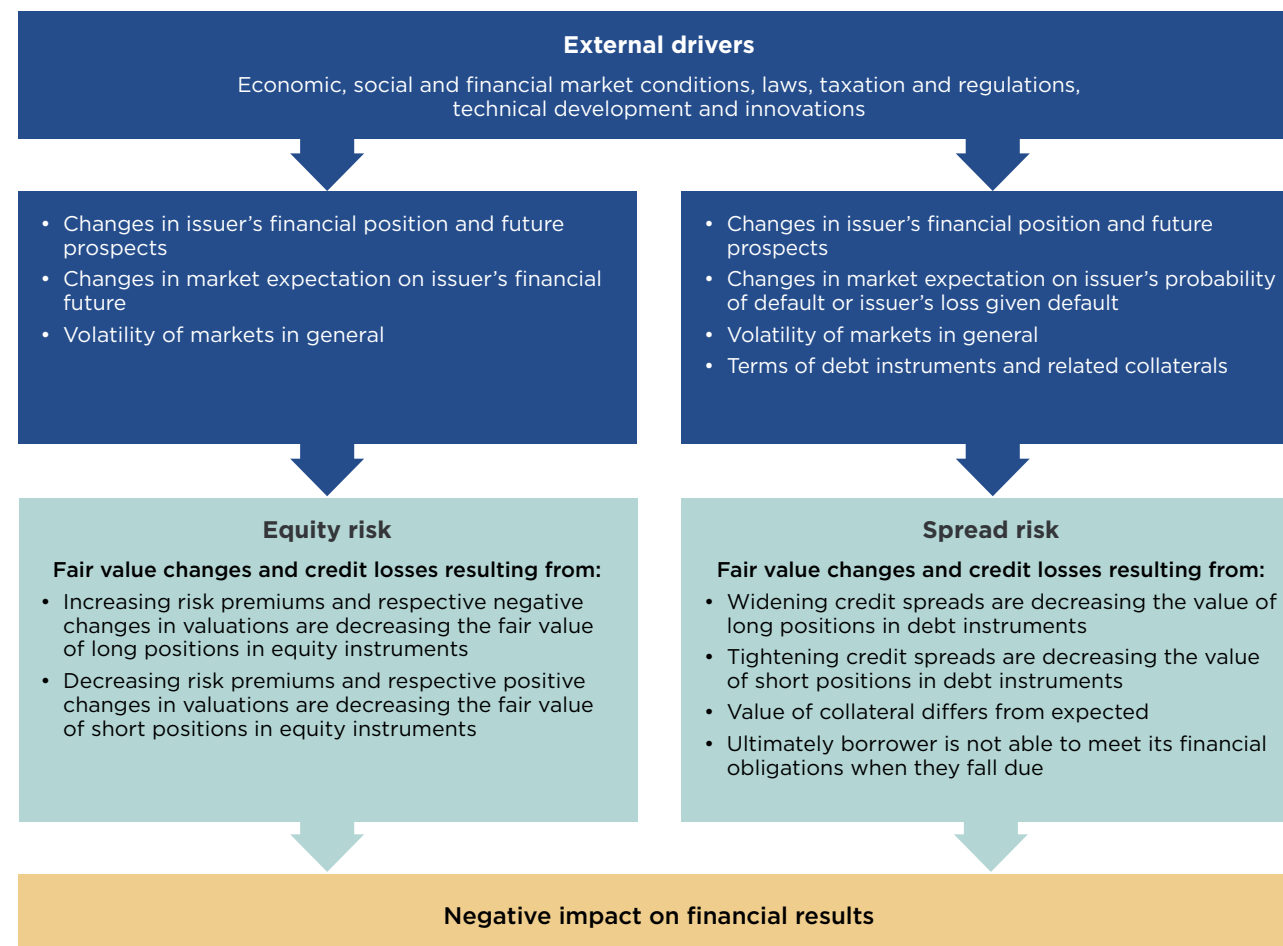 External drivers
Economic, social and financial market conditions, laws, taxation and regulations,
technical development and innovations
• Changes in issuer’s financial position and future
prospects
• Changes in market expectation on issuer’s financial
future
• Volatility of markets in general
• Changes in issuer’s financial position and future
prospects
• Changes in market expectation on issuer’s probability
of default or issuer’s loss given default
• Volatility of markets in general
• Terms of debt instruments and related collaterals
Equity risk
Fair value changes and credit losses resulting from:
• Increasing risk premiums and respective negative
changes in valuations are decreasing the fair value
of long positions in equity instruments
• Decreasing risk premiums and respective positive
changes in valuations are decreasing the fair value
of short positions in equity instruments
Spread risk
Fair value changes and credit losses resulting from:
• Widening credit spreads are decreasing the value of
long positions in debt instruments
• Tightening credit spreads are decreasing the value
of short positions in debt instruments
• Value of collateral differs from expected
• Ultimately borrower is not able to meet its financial
obligations when they fall due
Negative impact on financial results